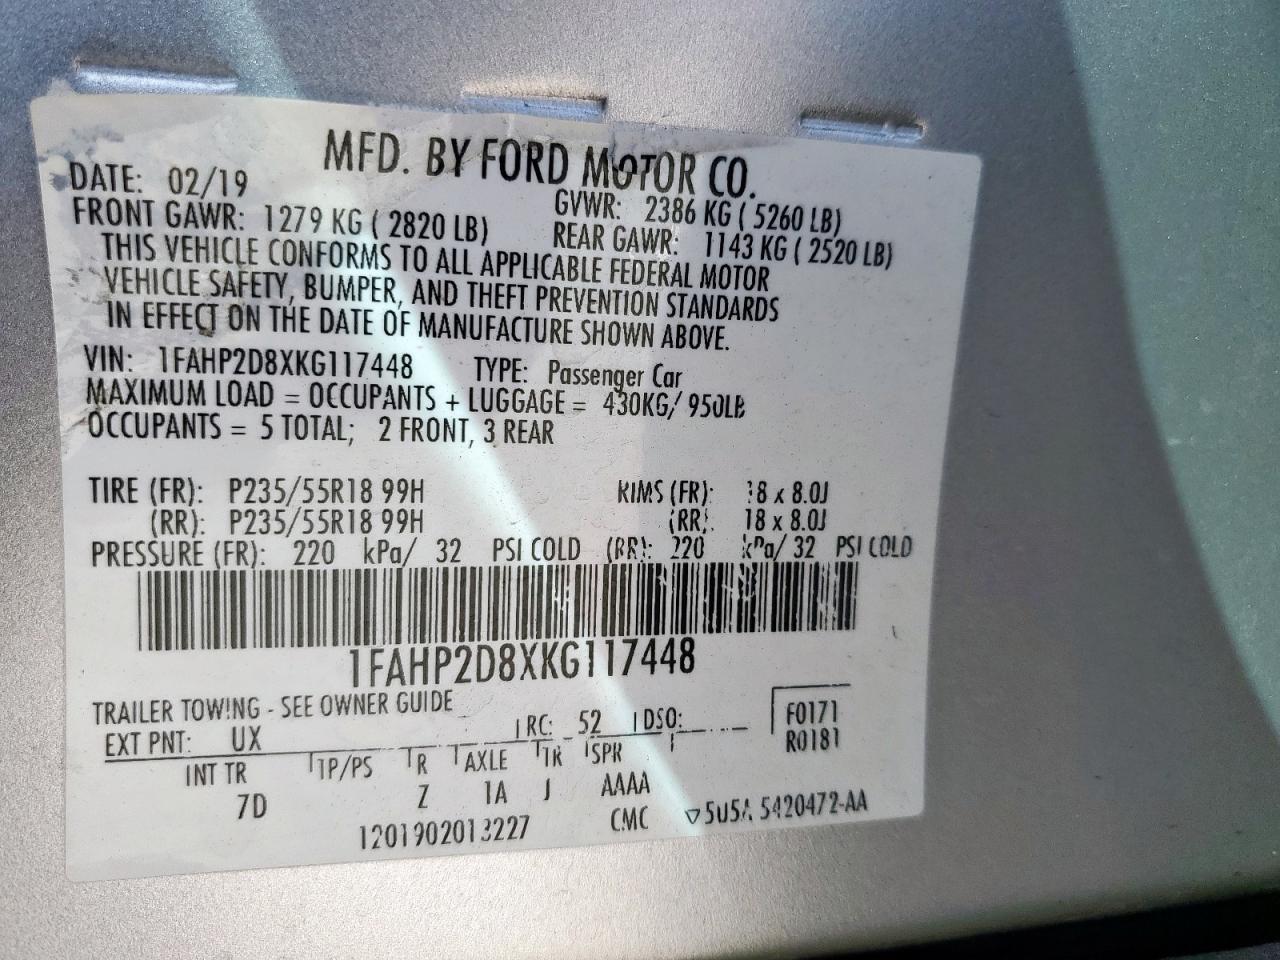 MFD. BY FORD MOTOR CO.
DATE: 02/19 GVWR: 2386 KG ( 5260 LB)
FRONT GAWR: 1279 KG ( 2820 LB) REAR GAWR: 1143 KG ( 2520 LB)
THIS VEHICLE CONFORMS TO ALL APPLICABLE FEDERAL MOTOR
VEHICLE SAFETY, BUMPER, AND THEFT PREVENTION STANDARDS
IN EFFECT ON THE DATE OF MANUFACTURE SHOWN ABOVE.
VIN: 1FAHP2D8XKG117448 TYPE: Passenger Car
MAXIMUM LOAD = OCCUPANTS + LUGGAGE = 430KG/ 950LB
OCCUPANTS = 5 TOTAL; 2 FRONT, 3 REAR
TIRE (FR): P235/55R18 99H RIMS (FR): 18 x 8.0J
(RR): P235/55R18 99H (RR): 18 x 8.0J
PRESSURE (FR): 220 kPa/ 32 PSI COLD (RR): 220 kPa/ 32 PSI COLD
1FAHP2D8XKG117448
TRAILER TOWING - SEE OWNER GUIDE
EXT PNT: UX RC: 52 DSO: F0171
R0181
INT TR TP/PS R AXLE TR SPR
7D Z 1A J AAAA
1201902013227 CMC ▽5U5A 5420472-AA